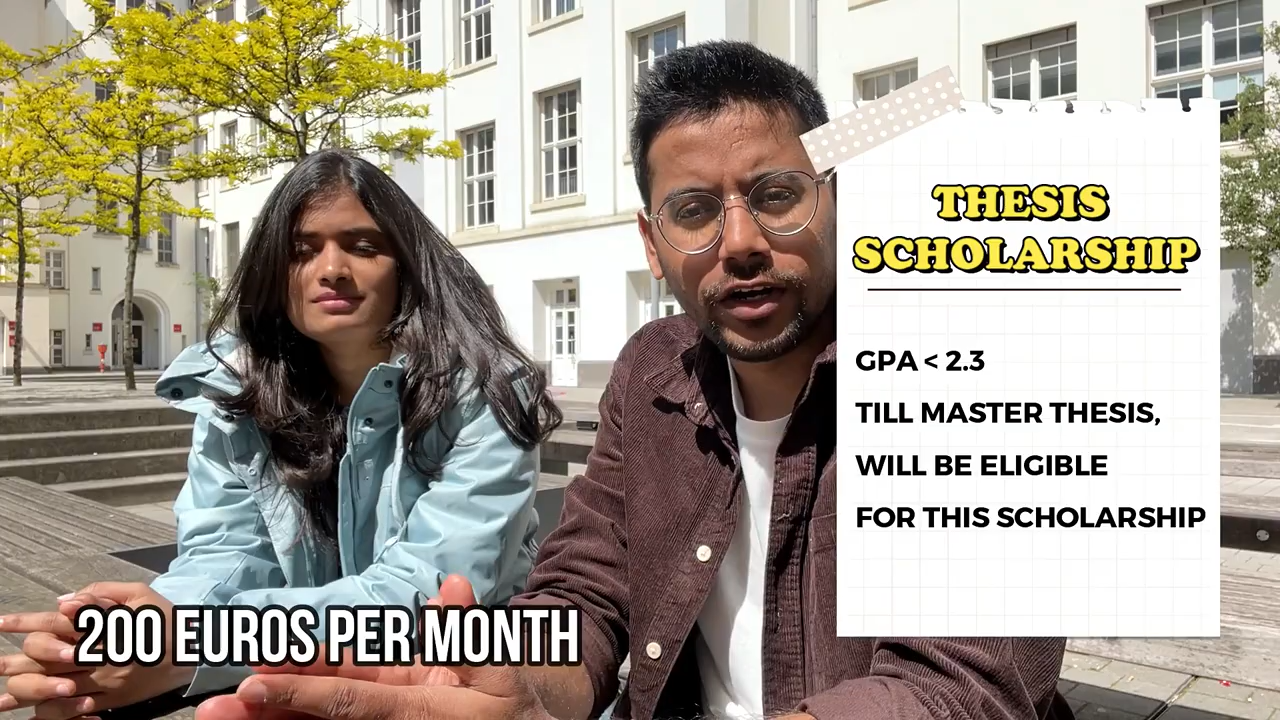 THESIS
SCHOLARSHIP
GPA < 2.3
TILL MASTER THESIS,
WILL BE ELIGIBLE
FOR THIS SCHOLARSHIP
200 EUROS PER MONTH